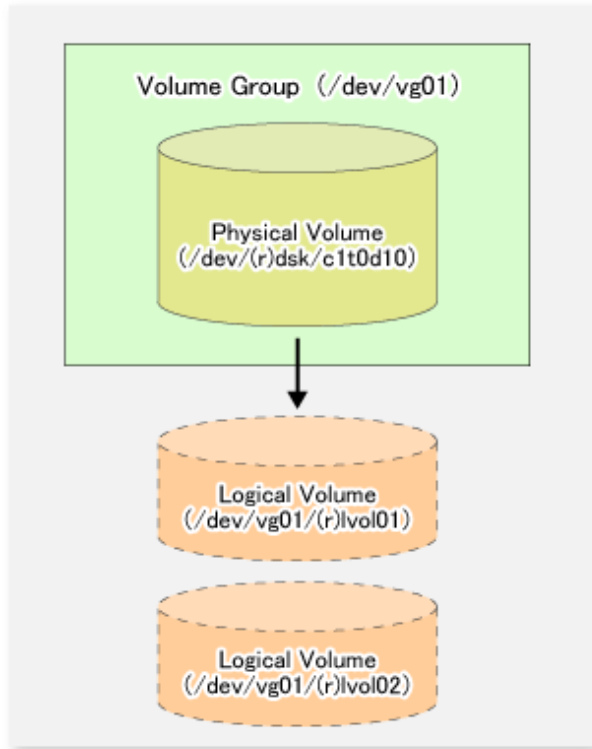 Volume Group (/dev/vg01)
Physical Volume
(/dev/(r)dsk/c1t0d10)
Logical Volume
(/dev/vg01/(r)lvol01)
Logical Volume
(/dev/vg01/(r)lvol02)